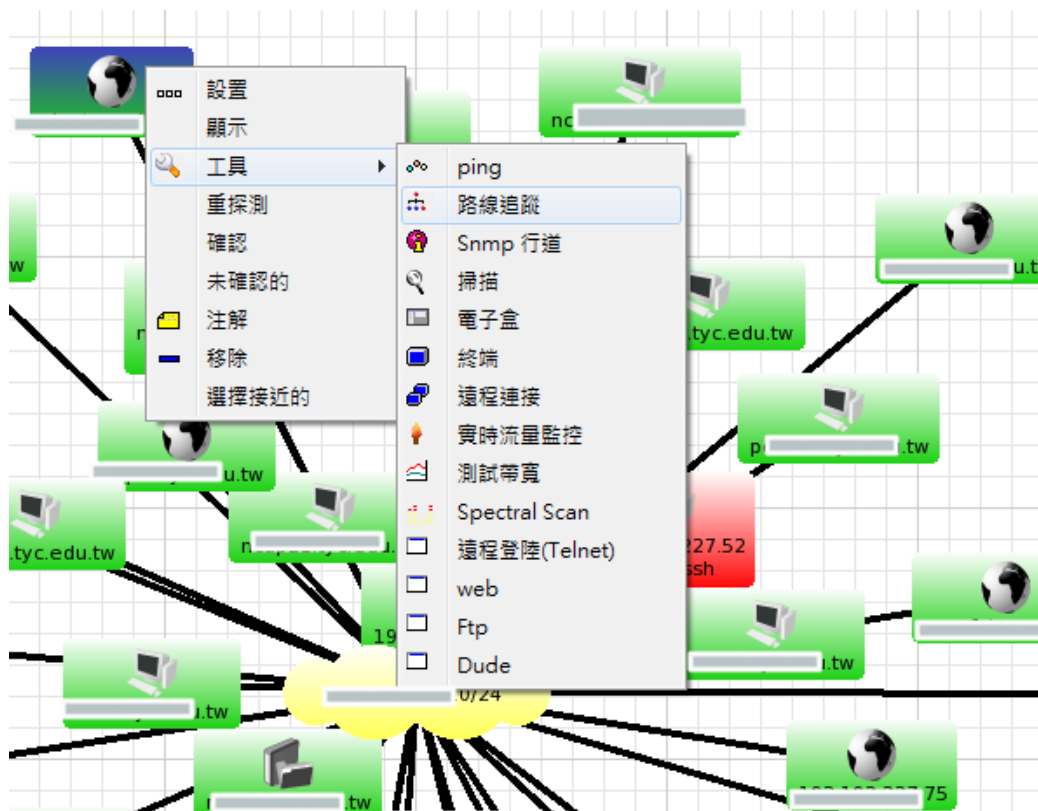 設置
顯示
工具
重探測
確認
未確認的
注解
移除
選擇接近的
ping
路線追蹤
Snmp 行道
掃描
電子盒
終端
遠程連接
實時流量監控
測試帶寬
Spectral Scan
遠程登陸(Telnet)
web
Ftp
Dude
nc
w
u.t
.tyc.edu.tw
p
.tw
u.tw
.tyc.edu.tw
227.52
ssh
19
u.tw
.tw
0/24
75
.tw